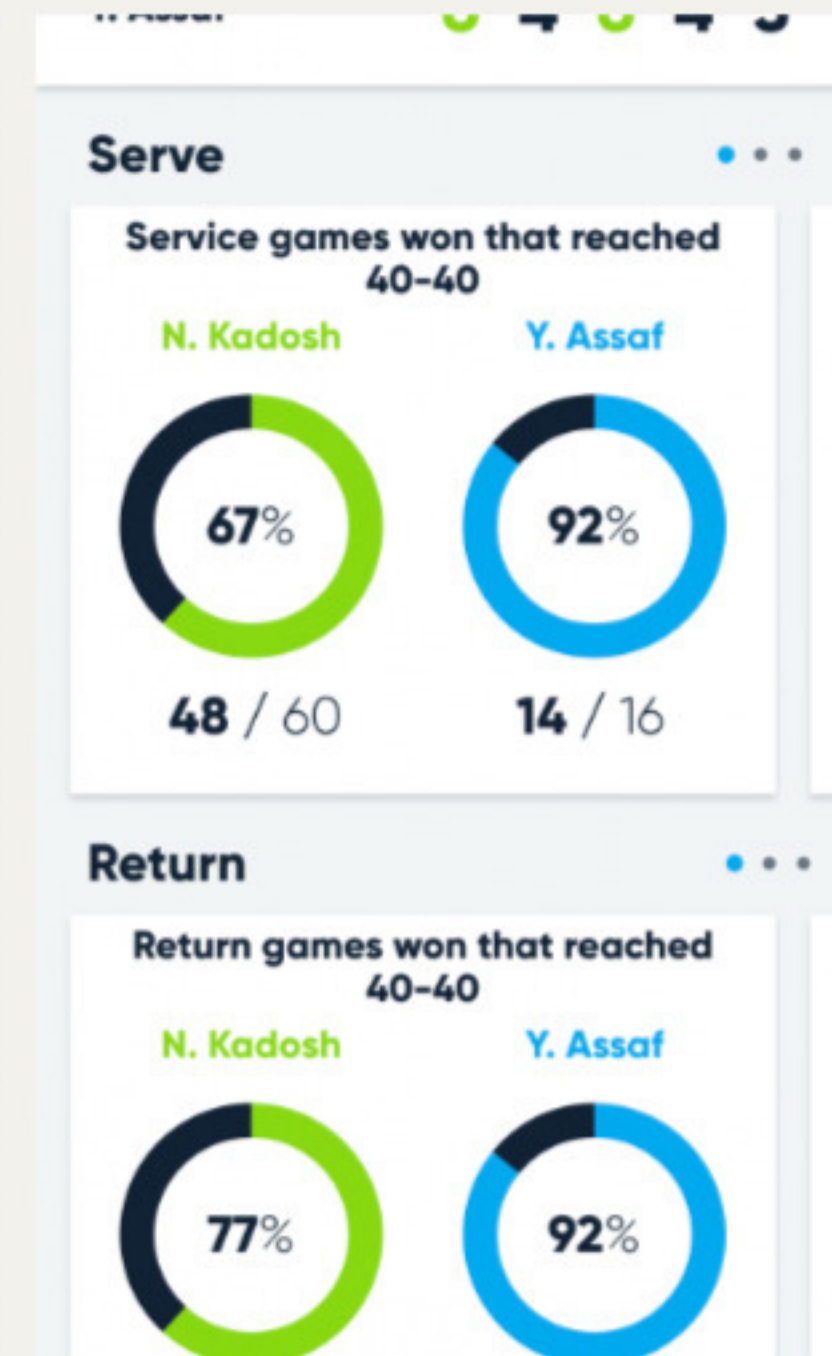 Serve
Service games won that reached
40-40
N. Kadosh Y. Assaf
67% 92%
48 / 60 14 / 16
Return
Return games won that reached
40-40
N. Kadosh Y. Assaf
77% 92%